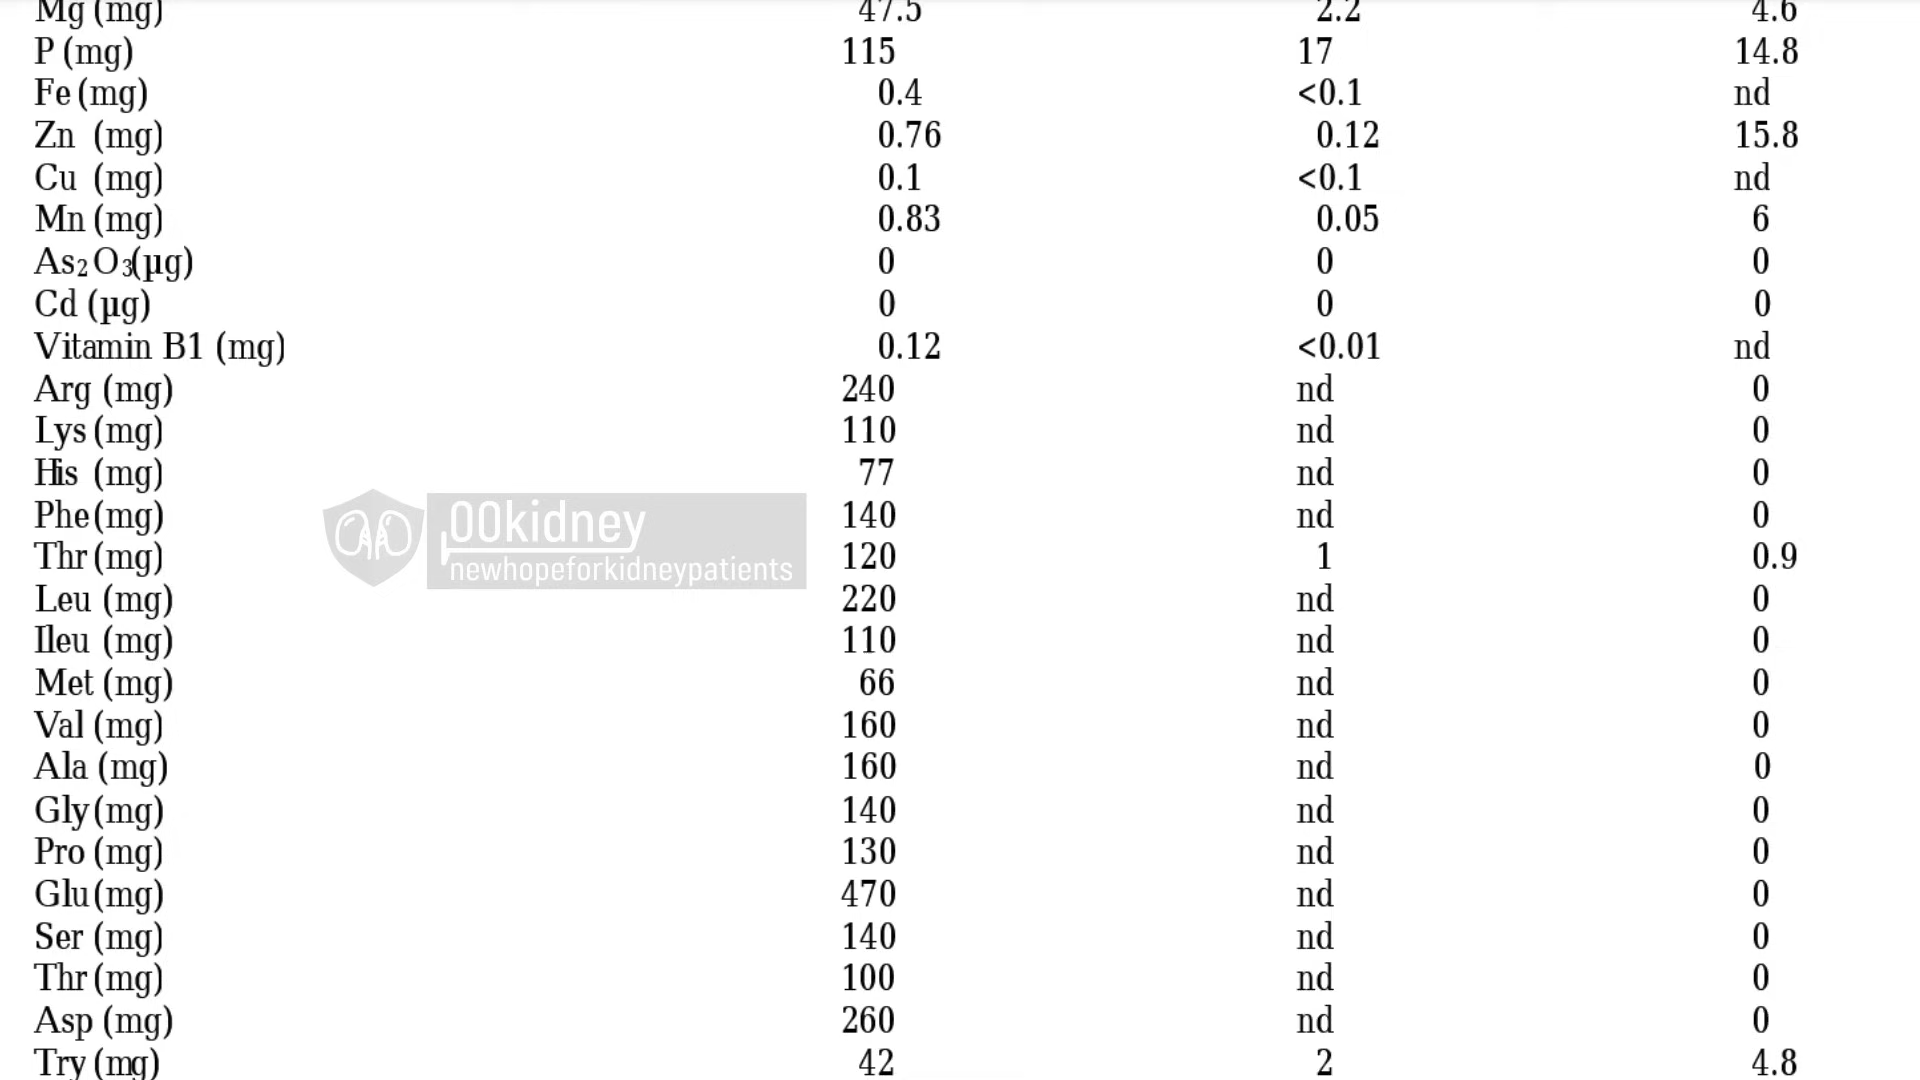 Mg (mg) 47.5 2.2 4.6
P (mg) 115 17 14.8
Fe (mg) 0.4 <0.1 nd
Zn (mg) 0.76 0.12 15.8
Cu (mg) 0.1 <0.1 nd
Mn (mg) 0.83 0.05 6
As₂O₃(µg) 0 0 0
Cd (µg) 0 0 0
Vitamin B1 (mg) 0.12 <0.01 nd
Arg (mg) 240 nd 0
Lys (mg) 110 nd 0
His (mg) 77 nd 0
Phe (mg) 140 nd 0
00kidney
Thr (mg) 120 1 0.9
newhopeforkidneypatients
Leu (mg) 220 nd 0
Ileu (mg) 110 nd 0
Met (mg) 66 nd 0
Val (mg) 160 nd 0
Ala (mg) 160 nd 0
Gly (mg) 140 nd 0
Pro (mg) 130 nd 0
Glu (mg) 470 nd 0
Ser (mg) 140 nd 0
Thr (mg) 100 nd 0
Asp (mg) 260 nd 0
Try (mg) 42 2 4.8